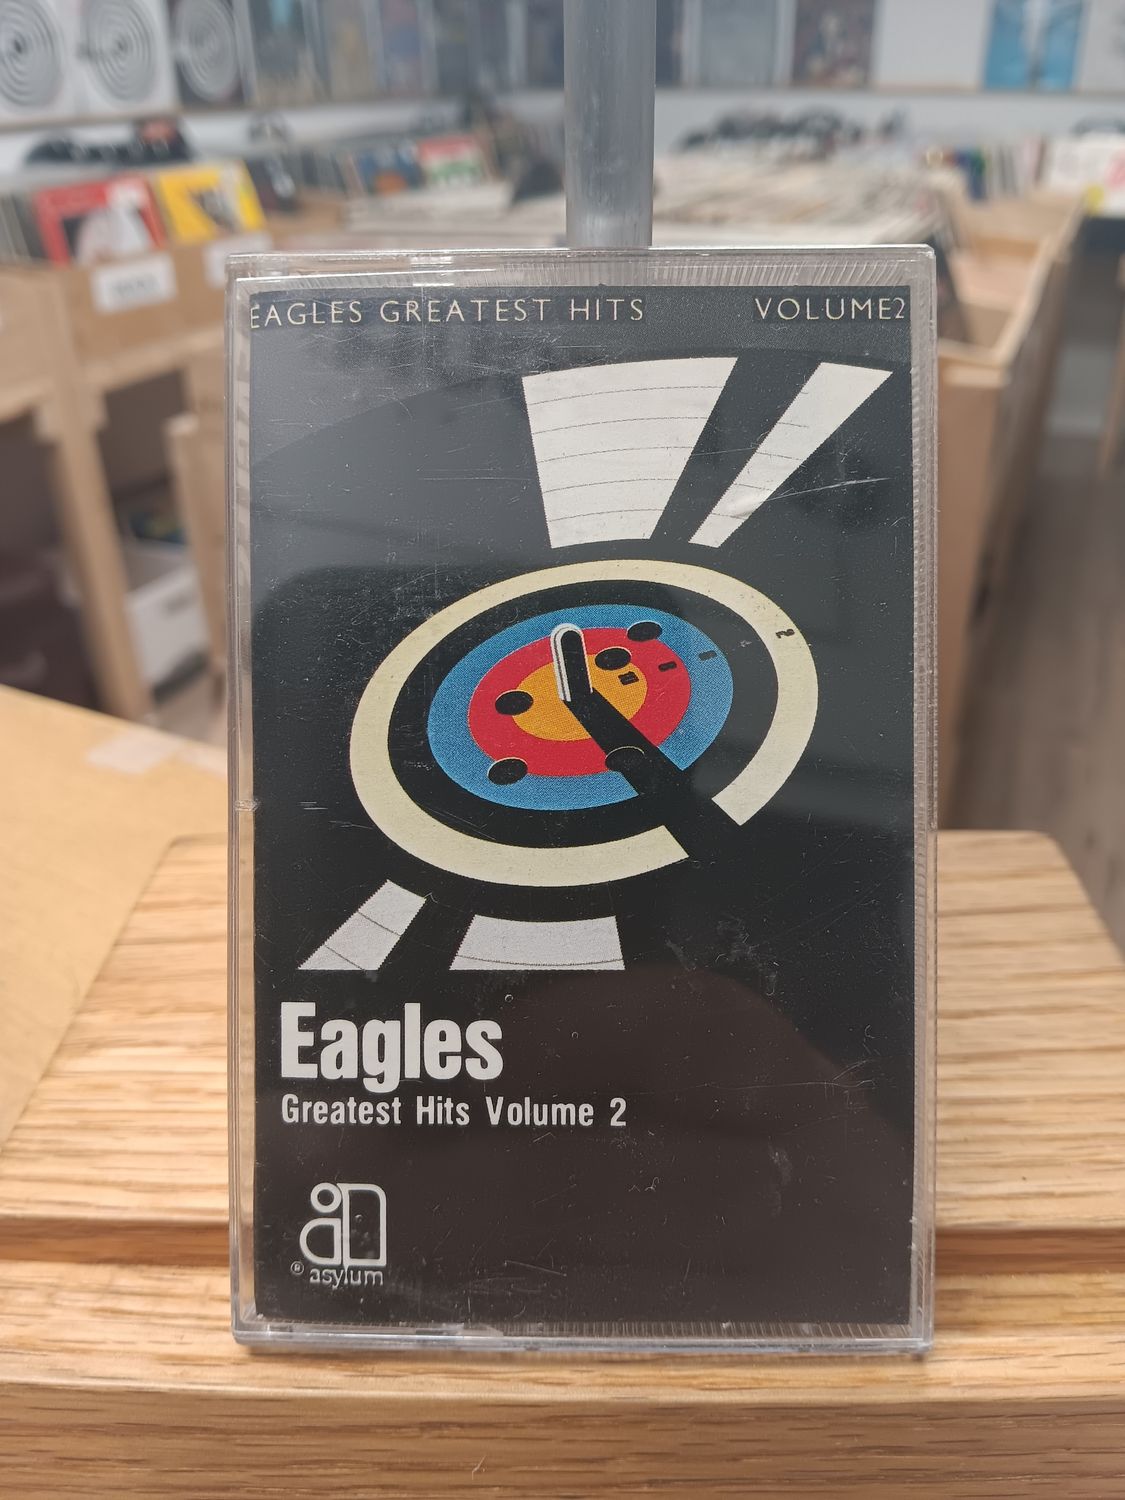 EAGLES GREATEST HITS VOLUME2
Eagles
Greatest Hits Volume 2
® asylum